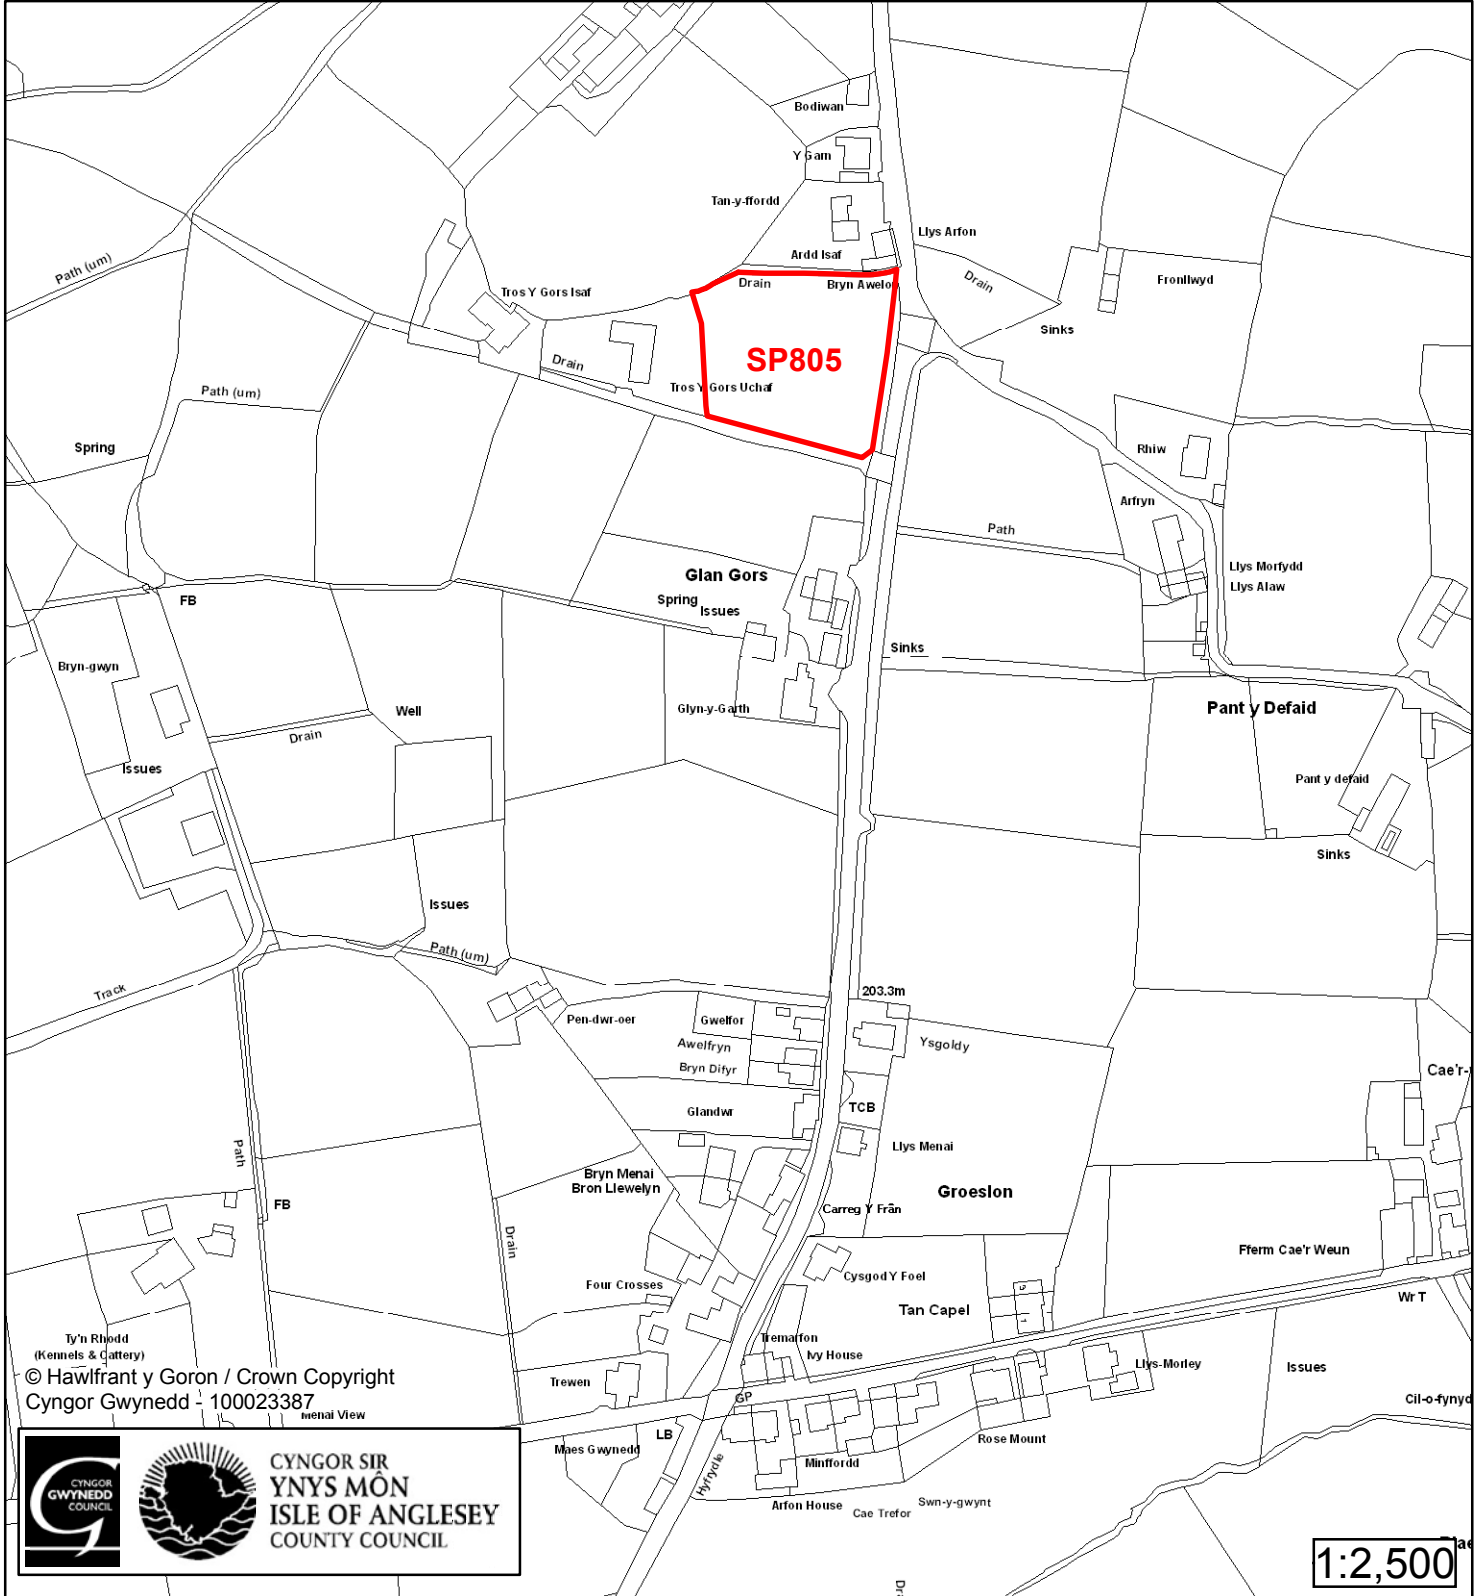 Bodiwan
Y Gam
Tan-y-ffordd
Llys Arfon
Ardd Isaf
Path (um)
Drain
Bryn Awelon
Drain
Fronllwyd
Tros Y Gors Isaf
Sinks
SP805
Drain
Tros Y Gors Uchaf
Path (um)
Spring
Rhiw
Arfryn
Path
Glan Gors
Llys Morfydd
Llys Alaw
Spring
Issues
FB
Sinks
Bryn-gwyn
Glyn-y-Garth
Well
Pant y Defaid
Drain
Issues
Pant y defaid
Sinks
Issues
Path (um)
Track
203.3m
Pen-dwr-oer
Gwelfor
Awelfryn
Ysgoldy
Bryn Difyr
Cae'r-
Glandwr
TCB
Path
Llys Menai
Bryn Menai
Bron Llewelyn
Groeslon
FB
Carreg Y Frân
Drain
Fferm Cae'r Weun
Cysgod Y Foel
Four Crosses
Wr T
Tan Capel
Ty'n Rhodd
(Kennels & Cattery)
Tremarfon
Ivy House
Llys-Morley
Issues
© Hawlfrant y Goron / Crown Copyright
Cyngor Gwynedd - 100023387
Trewen
GP
Cil-o-fynyd
Menai View
LB
Maes Gwynedd
Rose Mount
Hyfrydle
Minffordd
Arfon House
Cae Trefor
Swn-y-gwynt
CYNGOR
GWYNEDD
COUNCIL
CYNGOR SIR
YNYS MÔN
ISLE OF ANGLESEY
COUNTY COUNCIL
1:2,500